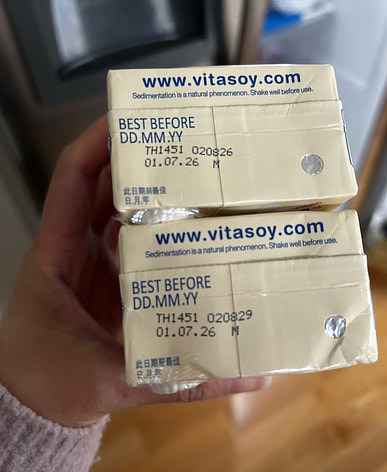 www.vitasoy.com
Sedimentation is a natural phenomenon. Shake well before use.
BEST BEFORE
DD.MM.YY
TH1451 020826
01.07.26 M
此日期前最佳
日.月.年
www.vitasoy.com
Sedimentation is a natural phenomenon. Shake well before use.
BEST BEFORE
DD.MM.YY
TH1451 020829
01.07.26 M
此日期前最佳
日.月.年